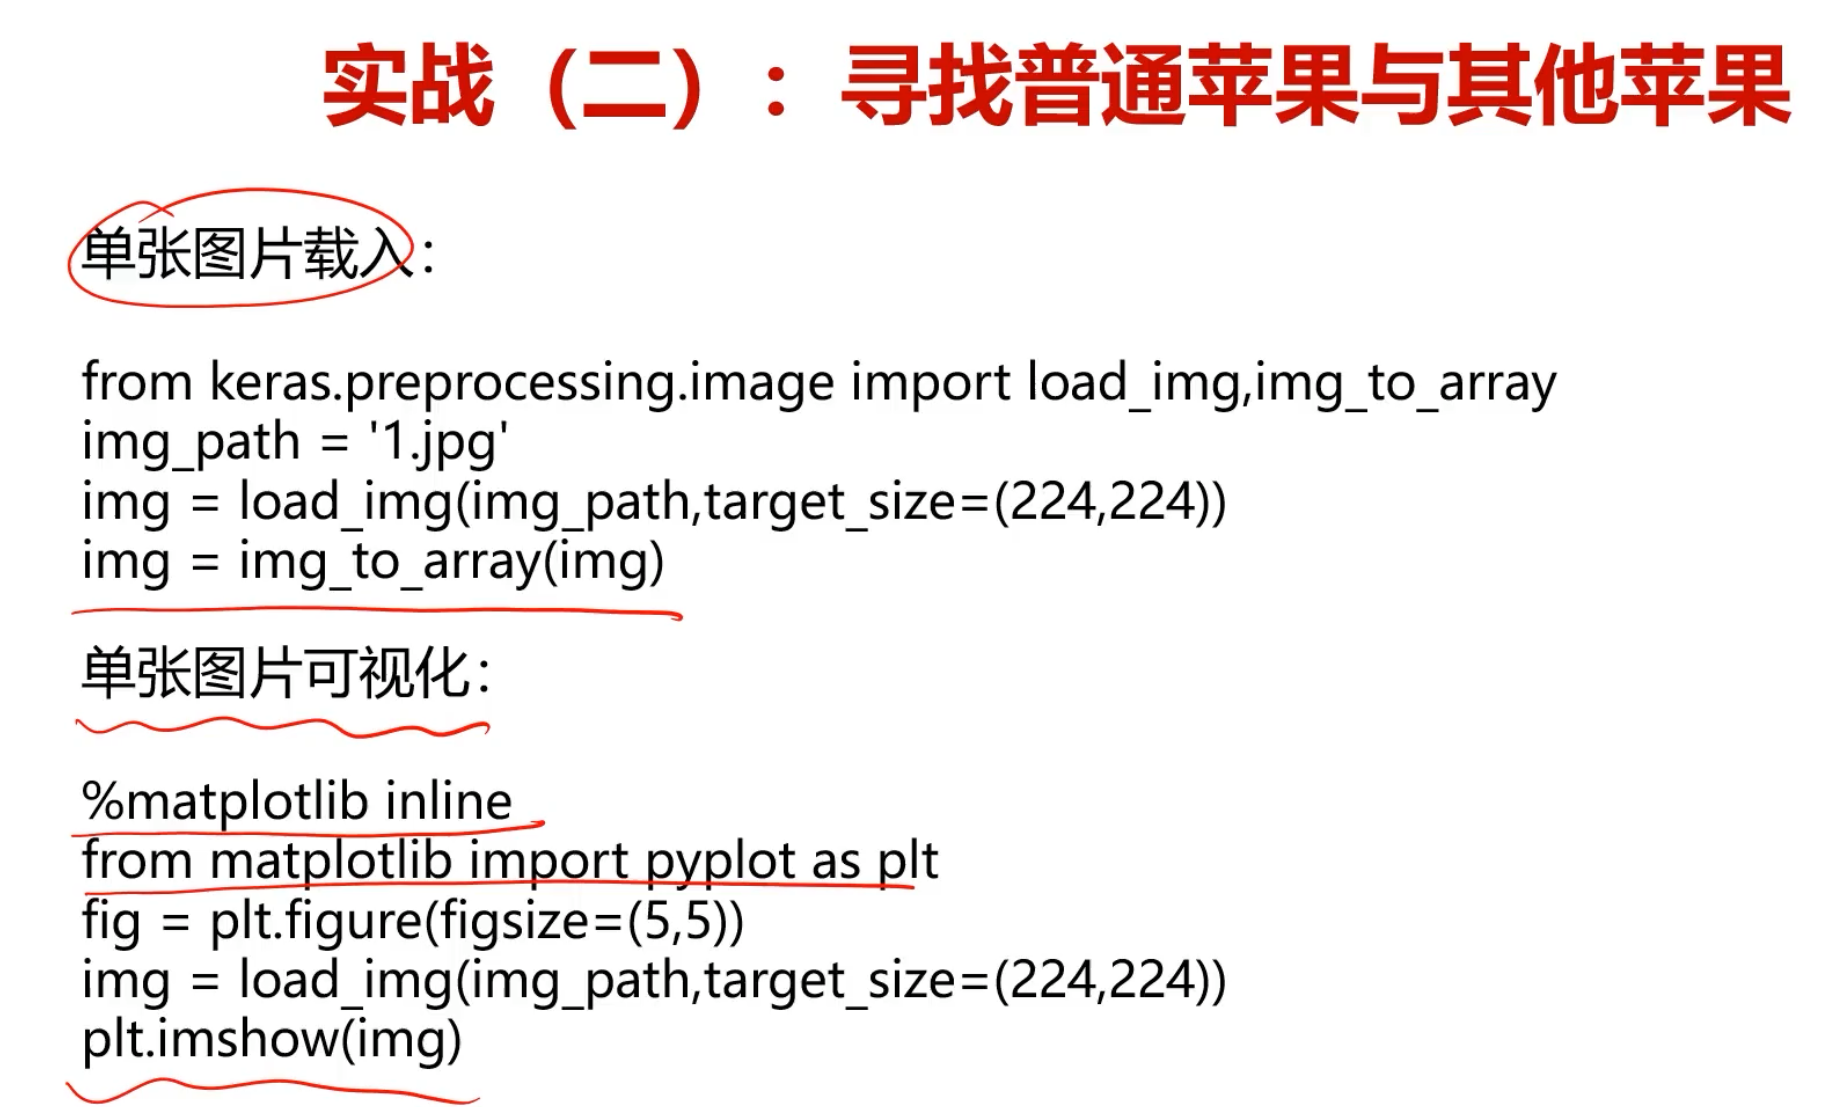 实战（二）：寻找普通苹果与其他苹果
单张图片载入：
from keras.preprocessing.image import load_img,img_to_array
img_path = '1.jpg'
img = load_img(img_path,target_size=(224,224))
img = img_to_array(img)
单张图片可视化：
%matplotlib inline
from matplotlib import pyplot as plt
fig = plt.figure(figsize=(5,5))
img = load_img(img_path,target_size=(224,224))
plt.imshow(img)